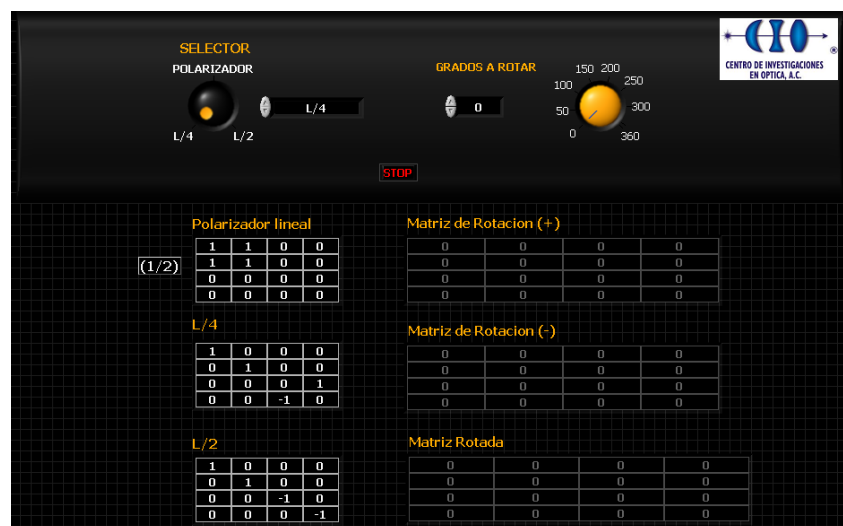 SELECTOR
POLARIZADOR
L/4
L/2
L/4
GRADOS A ROTAR
0
0
50
100
150
200
250
300
360
CIO
®
CENTRO DE INVESTIGACIONES
EN OPTICA, A.C.
STOP
Polarizador lineal
(1/2)
1 1 0 0
1 1 0 0
0 0 0 0
0 0 0 0
Matriz de Rotacion (+)
0 0 0 0
0 0 0 0
0 0 0 0
0 0 0 0
L/4
1 0 0 0
0 1 0 0
0 0 0 1
0 0 -1 0
Matriz de Rotacion (-)
0 0 0 0
0 0 0 0
0 0 0 0
0 0 0 0
L/2
1 0 0 0
0 1 0 0
0 0 -1 0
0 0 0 -1
Matriz Rotada
0 0 0 0
0 0 0 0
0 0 0 0
0 0 0 0